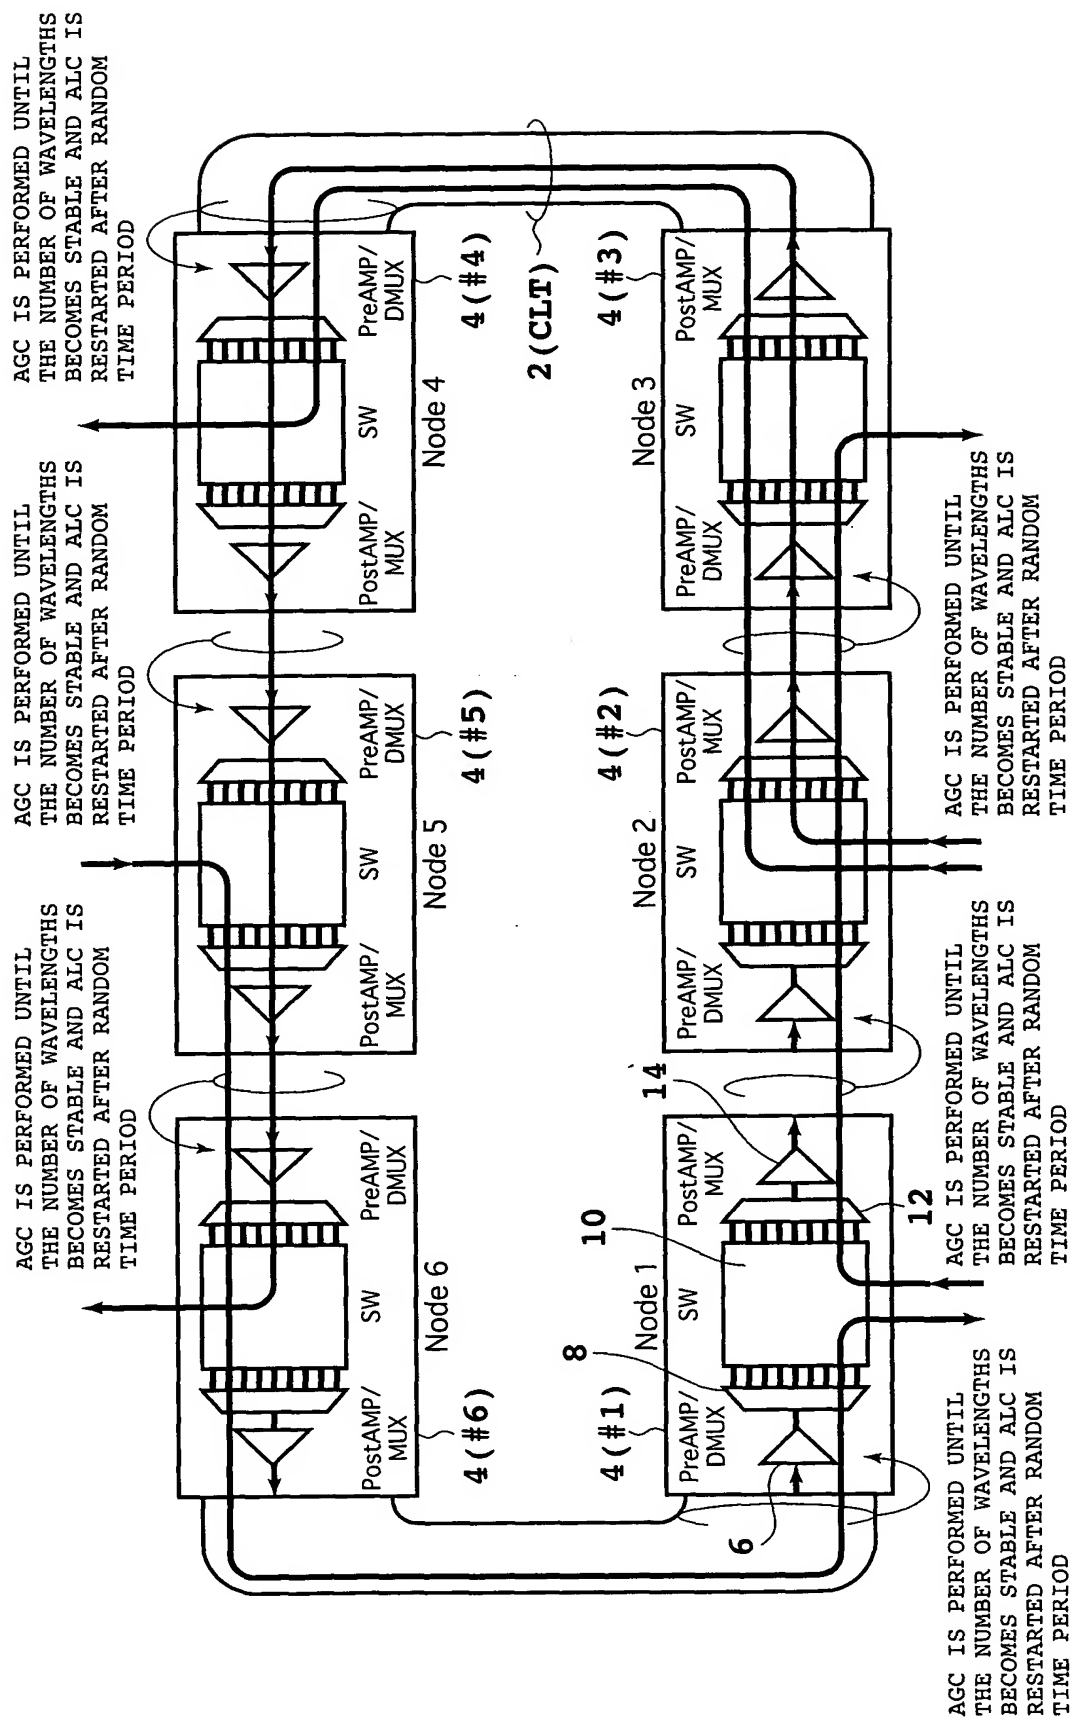 AGC IS PERFORMED UNTIL
THE NUMBER OF WAVELENGTHS
BECOMES STABLE AND ALC IS
RESTARTED AFTER RANDOM
TIME PERIOD
AGC IS PERFORMED UNTIL
THE NUMBER OF WAVELENGTHS
BECOMES STABLE AND ALC IS
RESTARTED AFTER RANDOM
TIME PERIOD
AGC IS PERFORMED UNTIL
THE NUMBER OF WAVELENGTHS
BECOMES STABLE AND ALC IS
RESTARTED AFTER RANDOM
TIME PERIOD
PostAMP/
MUX
SW
PreAMP/
DMUX
Node 6
4(#6)
PostAMP/
MUX
SW
PreAMP/
DMUX
Node 5
4(#5)
PostAMP/
MUX
SW
PreAMP/
DMUX
Node 4
4(#4)
2(CLT)
4(#1)
8
10
Node 1
14
PreAMP/
DMUX
SW
PostAMP/
MUX
6
12
Node 2
4(#2)
PreAMP/
DMUX
SW
PostAMP/
MUX
Node 3
4(#3)
PreAMP/
DMUX
SW
PostAMP/
MUX
AGC IS PERFORMED UNTIL
THE NUMBER OF WAVELENGTHS
BECOMES STABLE AND ALC IS
RESTARTED AFTER RANDOM
TIME PERIOD
AGC IS PERFORMED UNTIL
THE NUMBER OF WAVELENGTHS
BECOMES STABLE AND ALC IS
RESTARTED AFTER RANDOM
TIME PERIOD
AGC IS PERFORMED UNTIL
THE NUMBER OF WAVELENGTHS
BECOMES STABLE AND ALC IS
RESTARTED AFTER RANDOM
TIME PERIOD